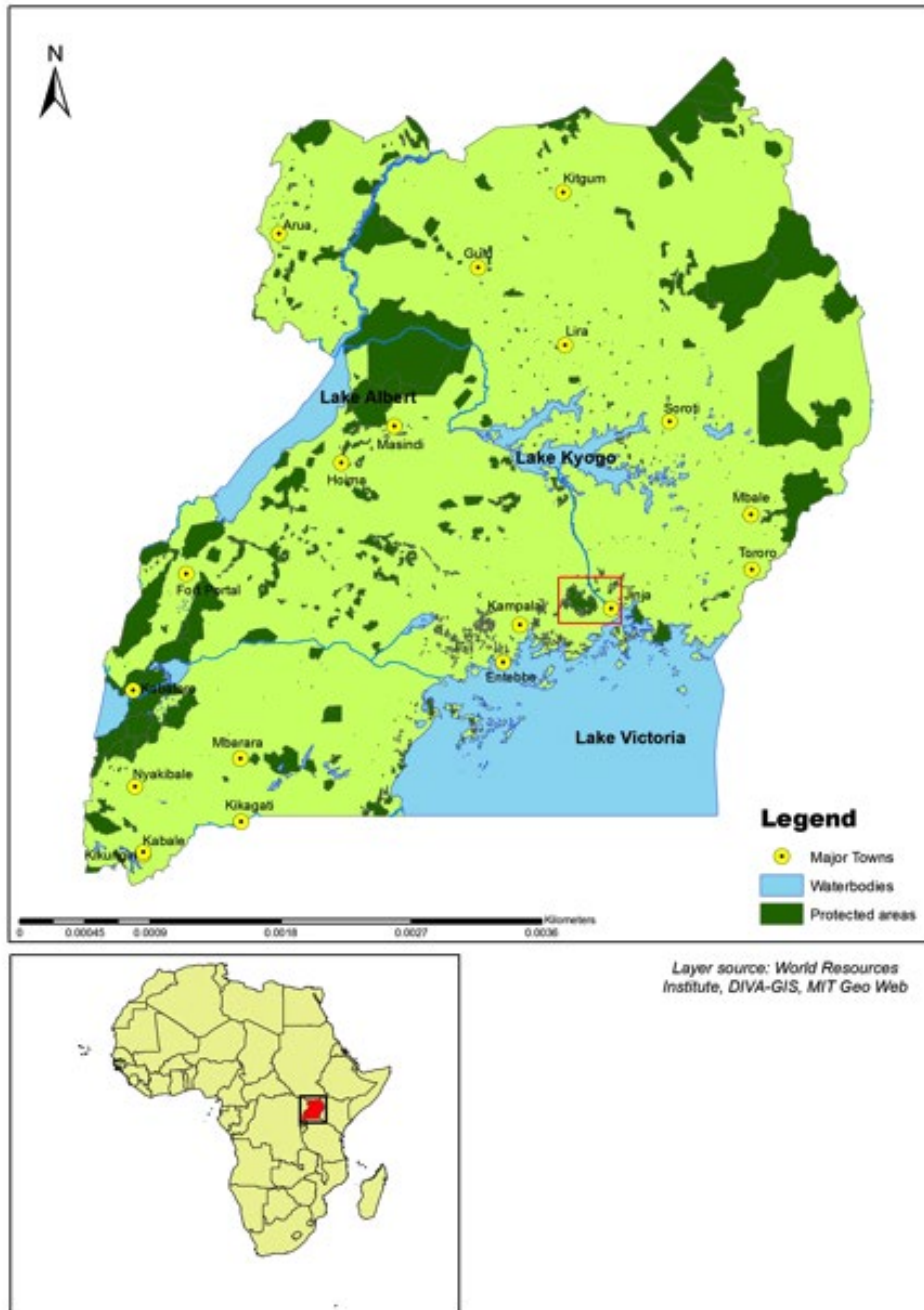 N
Kitgum
Arua
Gulu
Lira
Lake Albert
Soroti
Masindi
Lake Kyogo
Hoima
Mbale
Tororo
Fort Portal
Kampala
Jinja
Entebbe
Lake Victoria
Mbarara
Nyakibale
Kikagati
Kabale
Legend
Major Towns
Waterbodies
Protected areas
Kilometers
0 0.00045 0.0009 0.0018 0.0027 0.0036
Layer source: World Resources
Institute, DIVA-GIS, MIT Geo Web